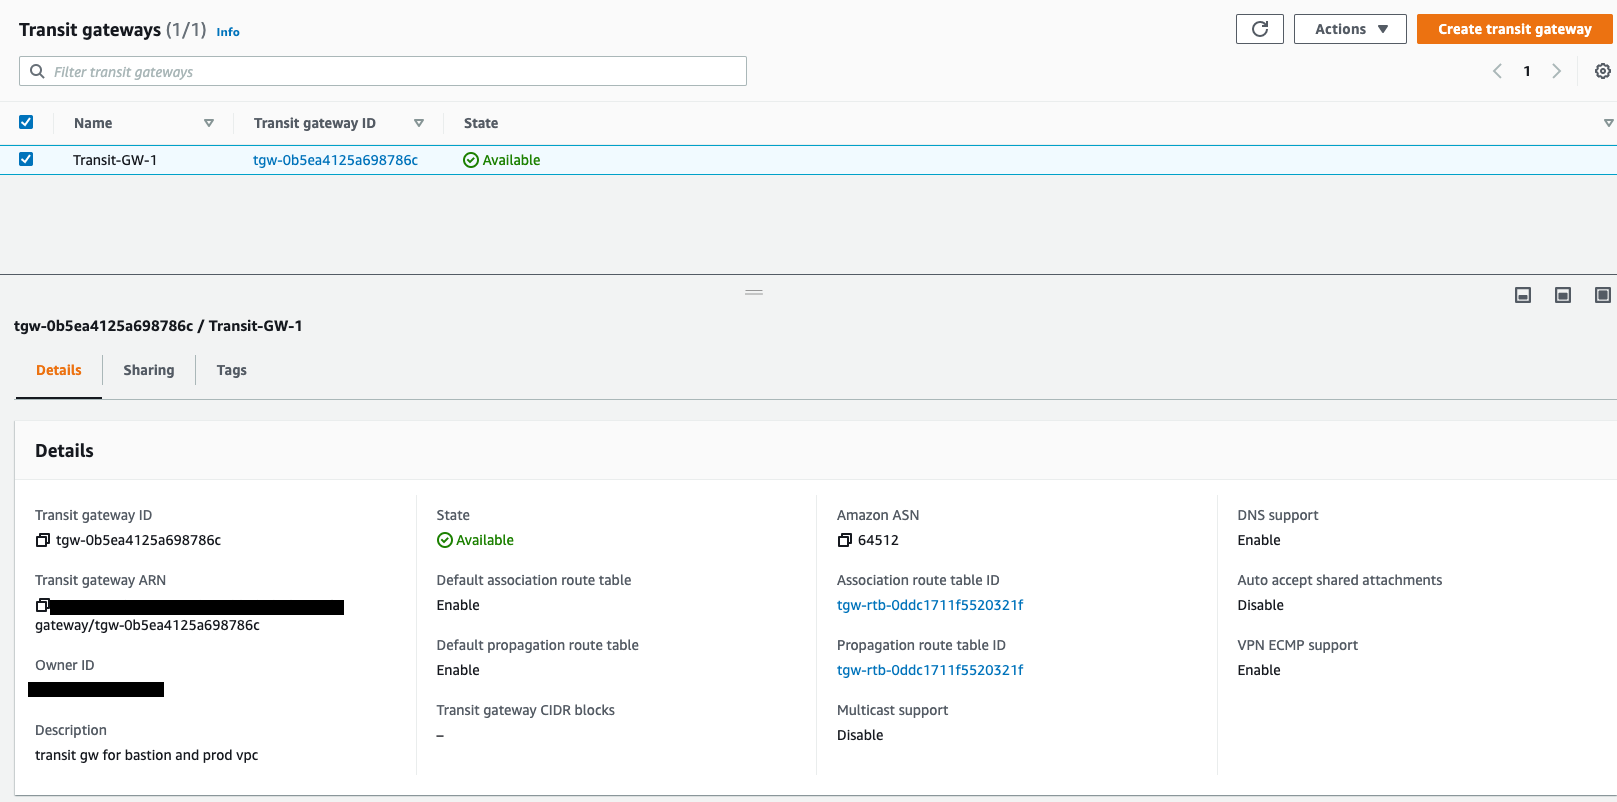 Transit gateways (1/1) Info
Actions
Create transit gateway
Filter transit gateways
1
Name Transit gateway ID State
Transit-GW-1 tgw-0b5ea4125a698786c Available
tgw-0b5ea4125a698786c / Transit-GW-1
Details Sharing Tags
Details
Transit gateway ID
tgw-0b5ea4125a698786c
Transit gateway ARN
gateway/tgw-0b5ea4125a698786c
Owner ID
Description
transit gw for bastion and prod vpc
State
Available
Default association route table
Enable
Default propagation route table
Enable
Transit gateway CIDR blocks
–
Amazon ASN
64512
Association route table ID
tgw-rtb-0ddc1711f5520321f
Propagation route table ID
tgw-rtb-0ddc1711f5520321f
Multicast support
Disable
DNS support
Enable
Auto accept shared attachments
Disable
VPN ECMP support
Enable